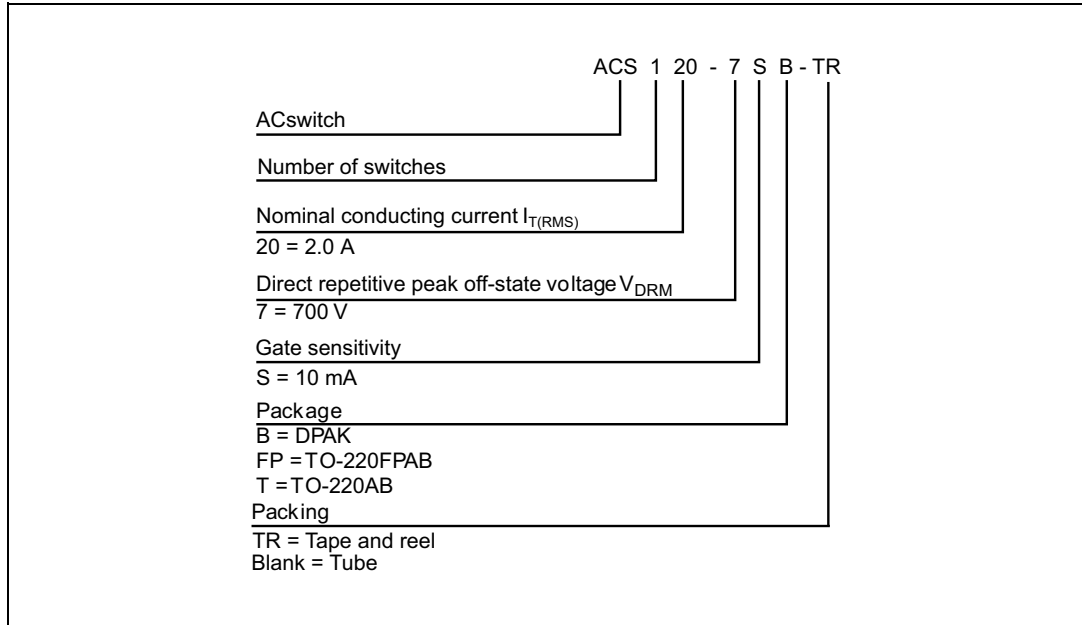 ACS 1 20 - 7 S B - TR
ACswitch
Number of switches
Nominal conducting current IT(RMS)
20 = 2.0 A
Direct repetitive peak off-state voltage VDRM
7 = 700 V
Gate sensitivity
S = 10 mA
Package
B = DPAK
FP = TO-220FPAB
T = TO-220AB
Packing
TR = Tape and reel
Blank = Tube